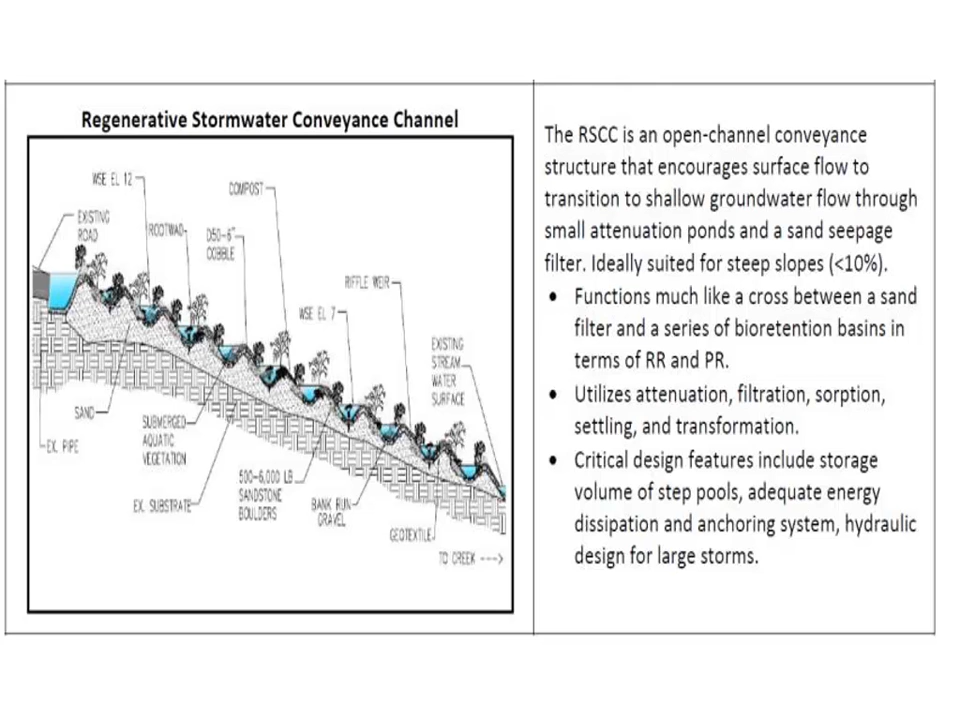 Regenerative Stormwater Conveyance Channel
WSE EL 12
COMPOST
EXISTING
ROAD
ROOTWAD
D50-6"
COBBLE
RIFFLE WEIR
WSE EL 7
EXISTING
STREAM
WATER
SURFACE
SAND
SUBMERGED
AQUATIC
VEGETATION
EX. PIPE
500-6,000 LB
SANDSTONE
BOULDERS
EX. SUBSTRATE
BANK RUN
GRAVEL
GEOTEXTILE
TO CREEK --->
The RSCC is an open-channel conveyance
structure that encourages surface flow to
transition to shallow groundwater flow through
small attenuation ponds and a sand seepage
filter. Ideally suited for steep slopes (<10%).
• Functions much like a cross between a sand
filter and a series of bioretention basins in
terms of RR and PR.
• Utilizes attenuation, filtration, sorption,
settling, and transformation.
• Critical design features include storage
volume of step pools, adequate energy
dissipation and anchoring system, hydraulic
design for large storms.